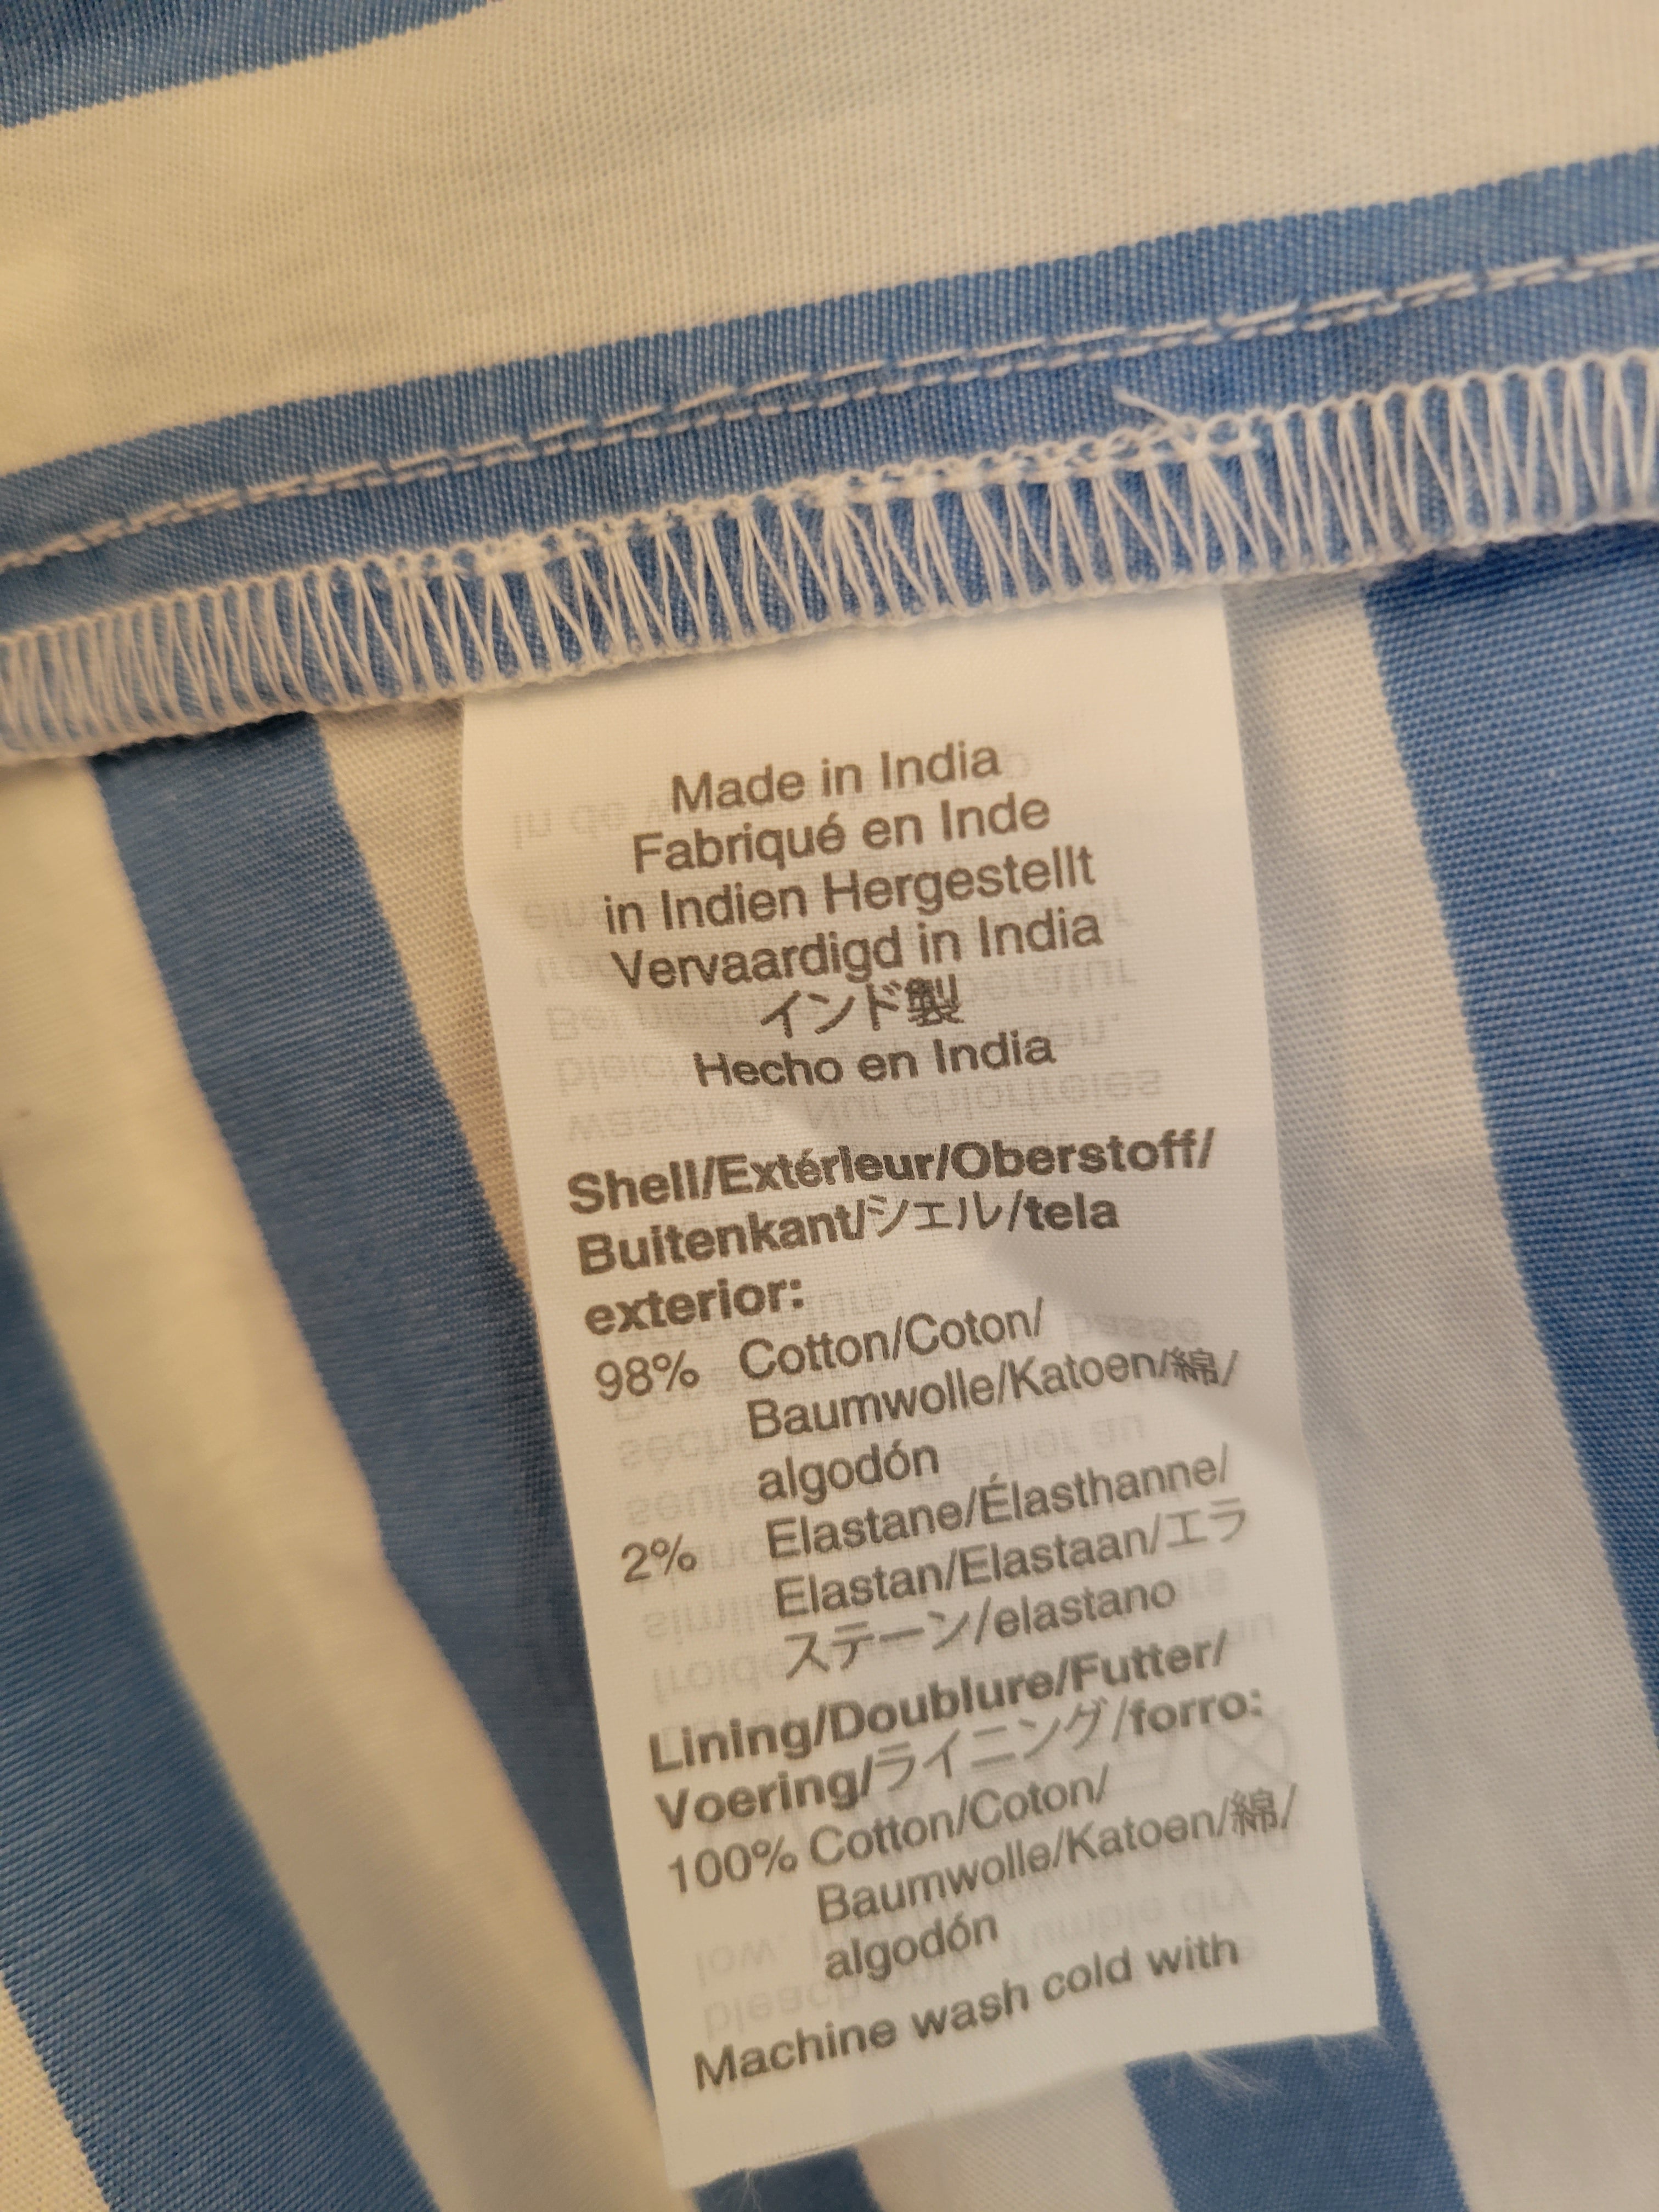 Made in India
Fabriqué en Inde
in Indien Hergestellt
Vervaardigd in India
インド製
Hecho en India
Shell/Extérieur/Oberstoff/
Buitenkant/シェル/tela
exterior:
98% Cotton/Coton/
Baumwolle/Katoen/綿/
algodón
2% Elastane/Élasthanne/
Elastan/Elastaan/エラ
ステーン/elastano
Lining/Doublure/Futter/
Voering/ライニング/forro:
100% Cotton/Coton/
Baumwolle/Katoen/綿/
algodón
Machine wash cold with